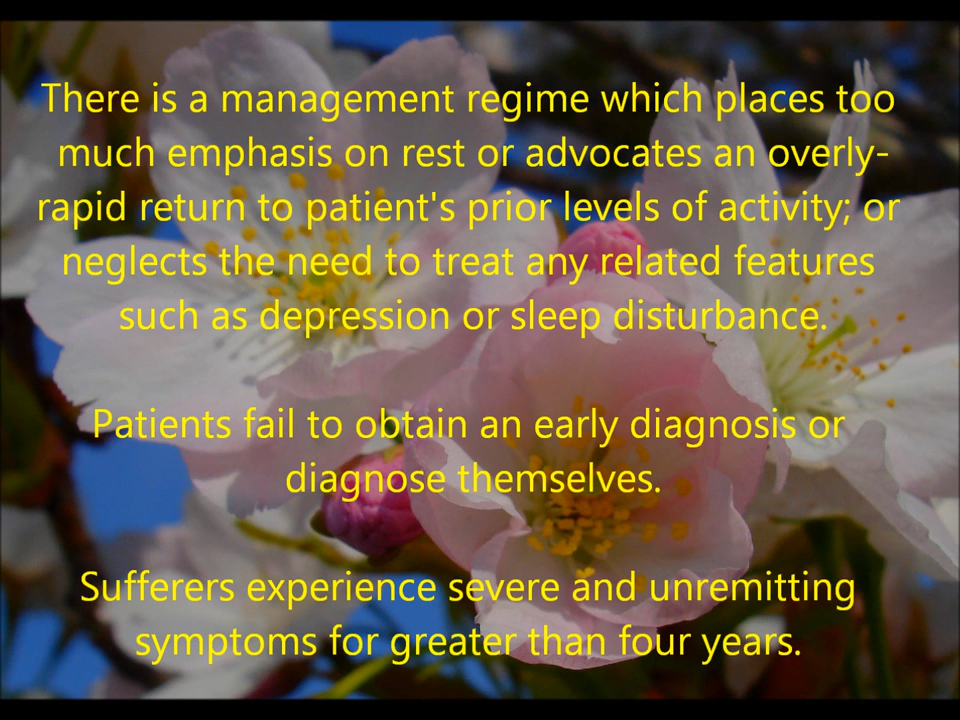 There is a management regime which places too
much emphasis on rest or advocates an overly-
rapid return to patient's prior levels of activity; or
neglects the need to treat any related features
such as depression or sleep disturbance.
Patients fail to obtain an early diagnosis or
diagnose themselves.
Sufferers experience severe and unremitting
symptoms for greater than four years.